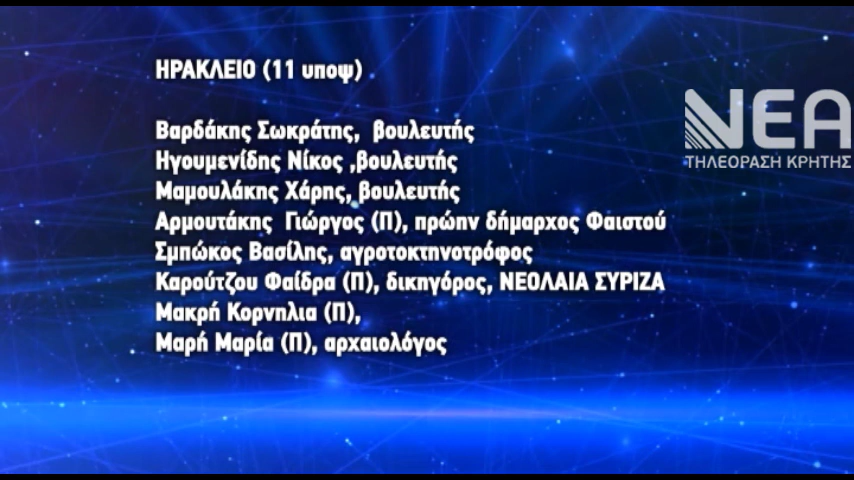 ΗΡΑΚΛΕΙΟ (11 υποψ)
Βαρδάκης Σωκράτης, βουλευτής
Ηγουμενίδης Νίκος ,βουλευτής
Μαμουλάκης Χάρης, βουλευτής
Αρμουτάκης Γιώργος (Π), πρώην δήμαρχος Φαιστού
Σμπώκος Βασίλης, αγροτοκτηνοτρόφος
Καρούτζου Φαίδρα (Π), δικηγόρος, ΝΕΟΛΑΙΑ ΣΥΡΙΖΑ
Μακρή Κορνηλια (Π),
Μαρή Μαρία (Π), αρχαιολόγος
ΝΕΑ
ΤΗΛΕΟΡΑΣΗ ΚΡΗΤΗΣ